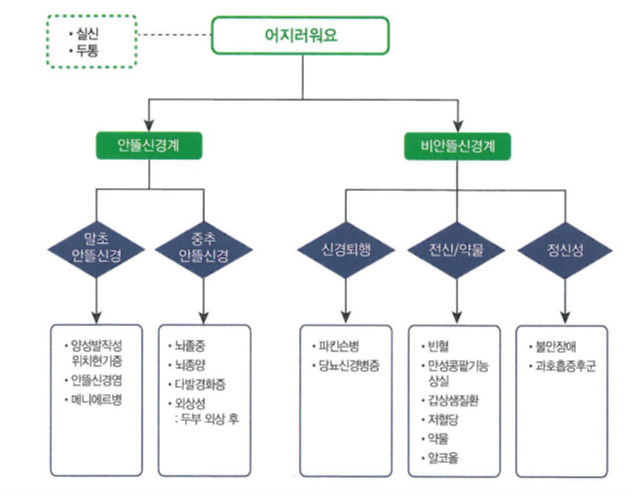 • 실신
• 두통
어지러워요
안뜰신경계
비안뜰신경계
말초
안뜰신경
중추
안뜰신경
신경퇴행
전신/약물
정신성
• 양성발작성
위치현기증
• 안뜰신경염
• 메니에르병
• 뇌졸중
• 뇌종양
• 다발경화증
• 외상성
: 두부 외상 후
• 파킨슨병
• 당뇨신경병증
• 빈혈
• 만성콩팥기능
상실
• 갑상샘질환
• 저혈당
• 약물
• 알코올
• 불안장애
• 과호흡증후군